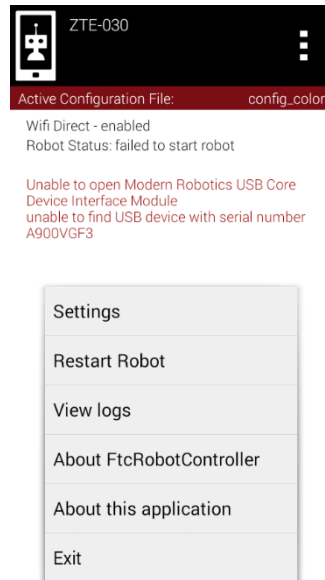 ZTE-030
Active Configuration File: config_color
Wifi Direct - enabled
Robot Status: failed to start robot
Unable to open Modern Robotics USB Core
Device Interface Module
unable to find USB device with serial number
A900VGF3
Settings
Restart Robot
View logs
About FtcRobotController
About this application
Exit